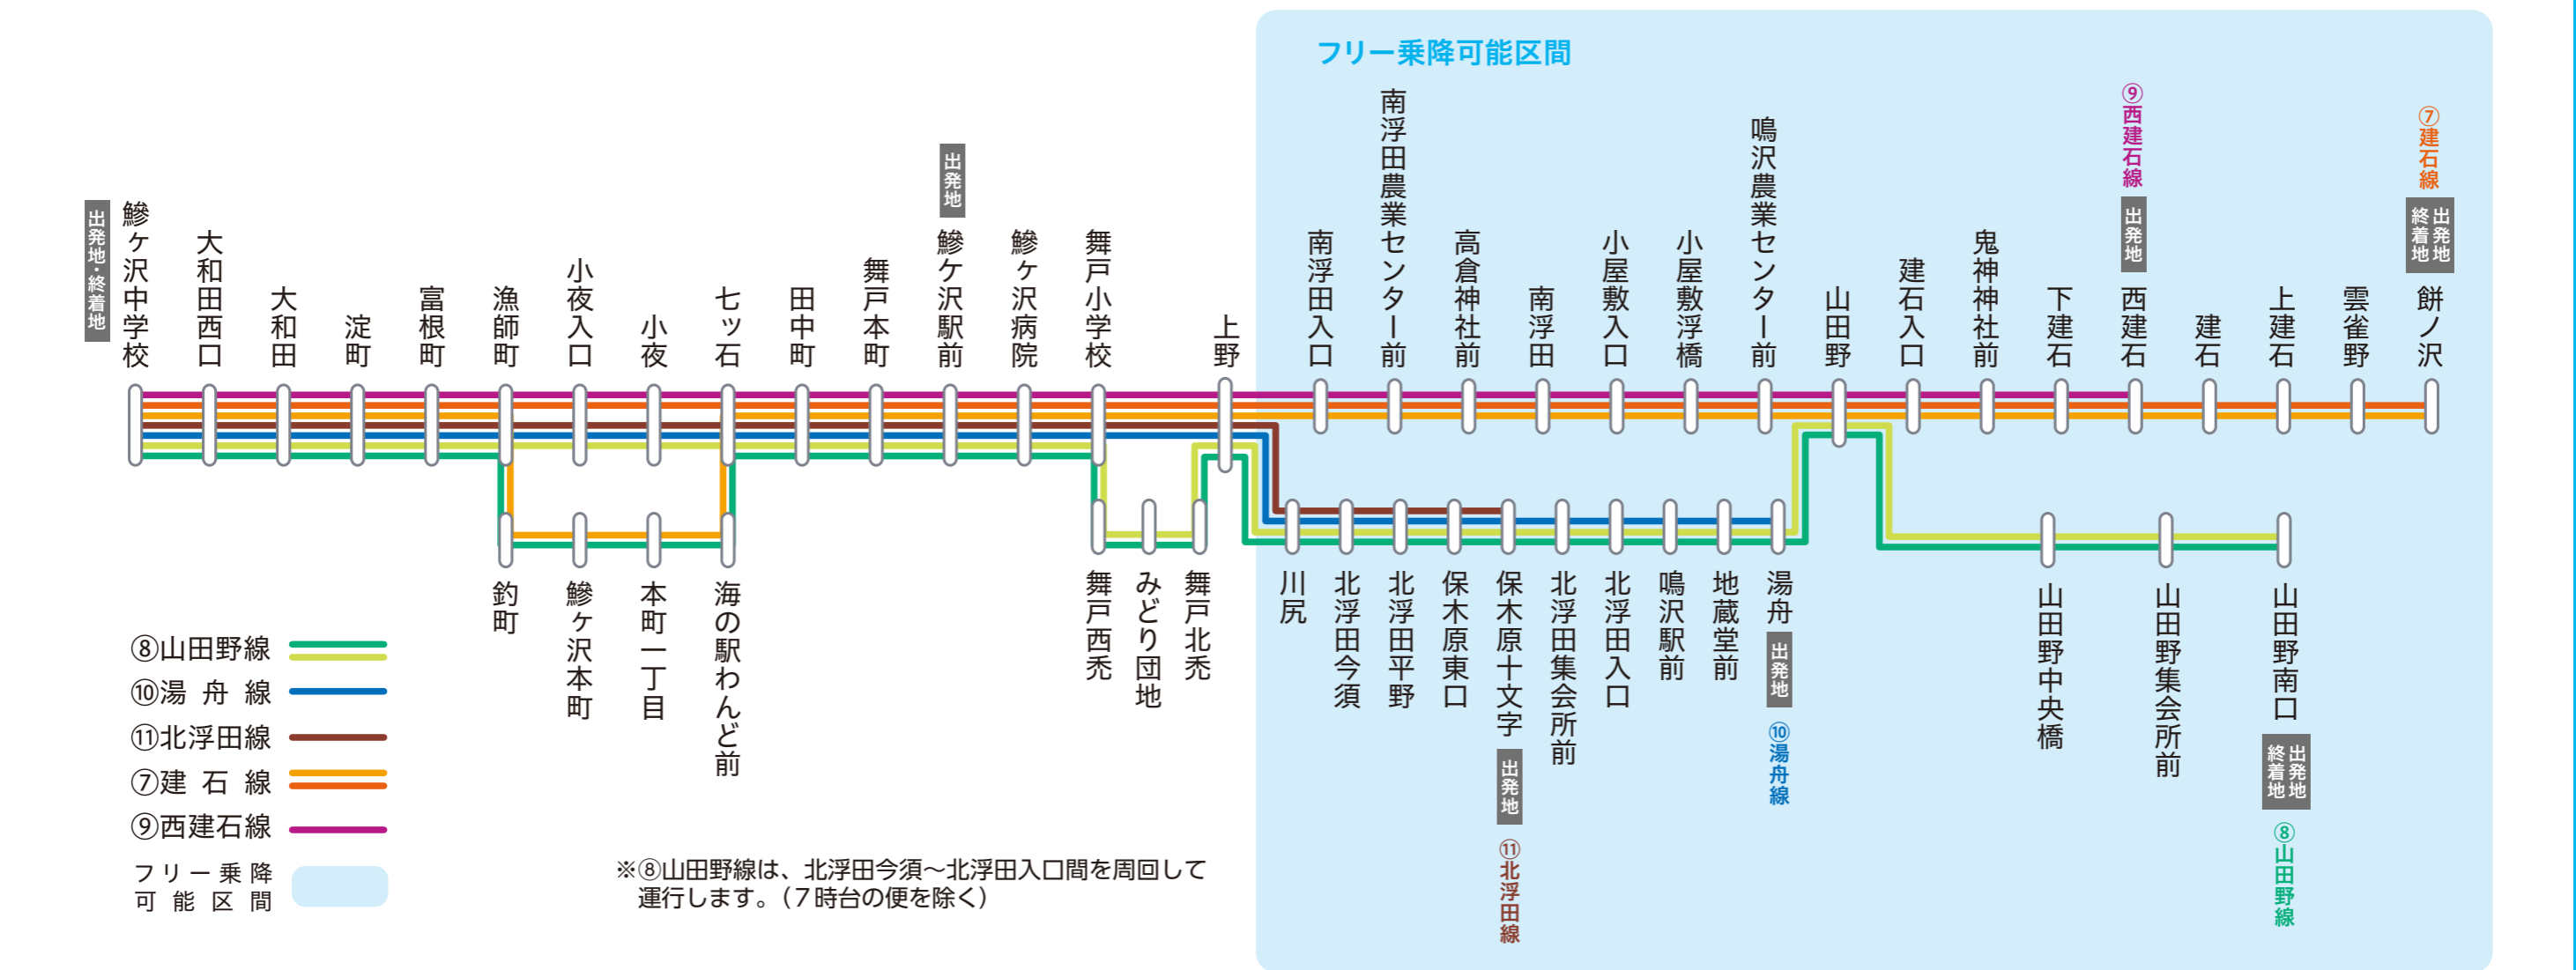 フリー乗降可能区間
出発地・終着地
鰺ヶ沢中学校
大和田西口
大和田
淀町
富根町
漁師町
小夜入口
小夜
七ッ石
田中町
舞戸本町
出発地
鰺ケ沢駅前
鰺ヶ沢病院
舞戸小学校
上野
南浮田入口
南浮田農業センター前
高倉神社前
南浮田
小屋敷入口
小屋敷浮橋
鳴沢農業センター前
山田野
建石入口
鬼神神社前
下建石
⑨西建石線
出発地
西建石
建石
上建石
雲雀野
⑦建石線
出発地
終着地
餅ノ沢
釣町
鰺ヶ沢本町
本町一丁目
海の駅わんど前
舞戸西禿
みどり団地
舞戸北禿
川尻
北浮田今須
北浮田平野
保木原東口
保木原十文字
出発地
⑪北浮田線
北浮田集会所前
北浮田入口
鳴沢駅前
地蔵堂前
湯舟
出発地
⑩湯舟線
山田野中央橋
山田野集会所前
山田野南口
出発地
終着地
⑧山田野線
⑧山田野線
⑩湯舟線
⑪北浮田線
⑦建石線
⑨西建石線
フリー乗降
可能区間
※⑧山田野線は、北浮田今須～北浮田入口間を周回して
運行します。(７時台の便を除く)